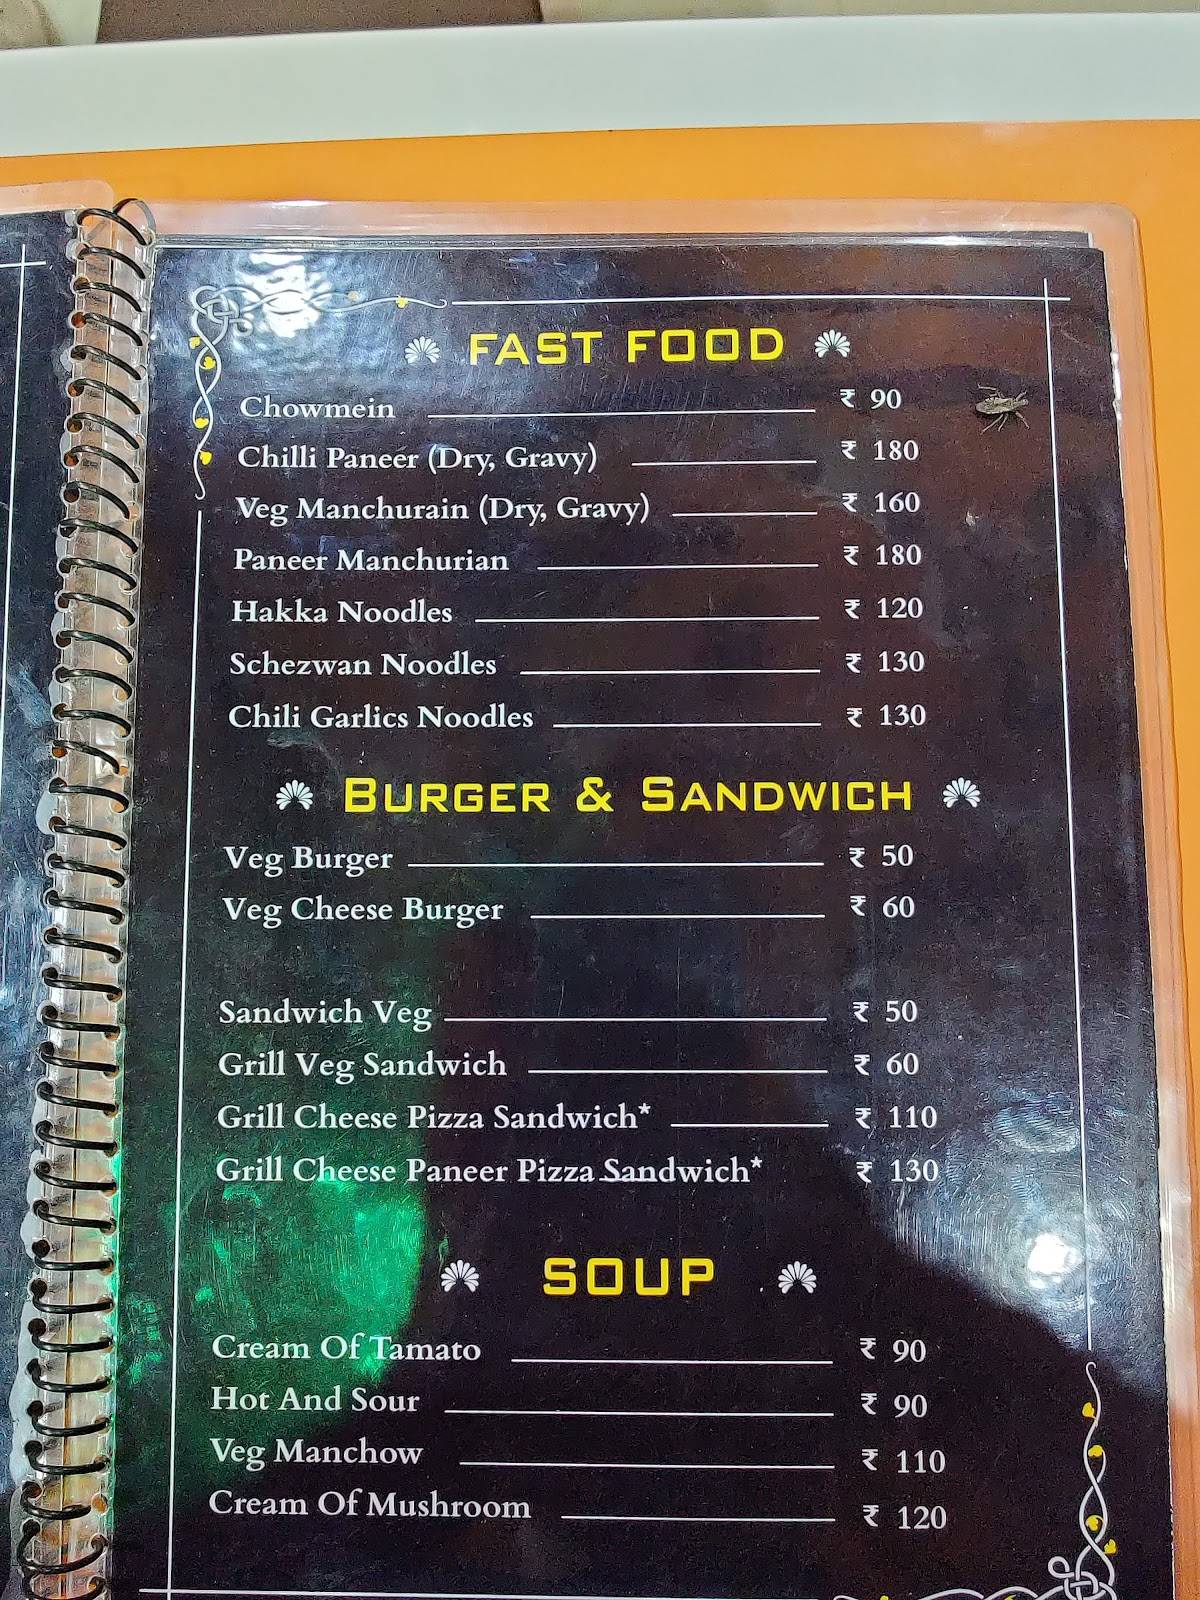 FAST FOOD
Chowmein ₹ 90
Chilli Paneer (Dry, Gravy) ₹ 180
Veg Manchurain (Dry, Gravy) ₹ 160
Paneer Manchurian ₹ 180
Hakka Noodles ₹ 120
Schezwan Noodles ₹ 130
Chili Garlics Noodles ₹ 130
BURGER & SANDWICH
Veg Burger ₹ 50
Veg Cheese Burger ₹ 60
Sandwich Veg ₹ 50
Grill Veg Sandwich ₹ 60
Grill Cheese Pizza Sandwich* ₹ 110
Grill Cheese Paneer Pizza Sandwich* ₹ 130
SOUP
Cream Of Tamato ₹ 90
Hot And Sour ₹ 90
Veg Manchow ₹ 110
Cream Of Mushroom ₹ 120